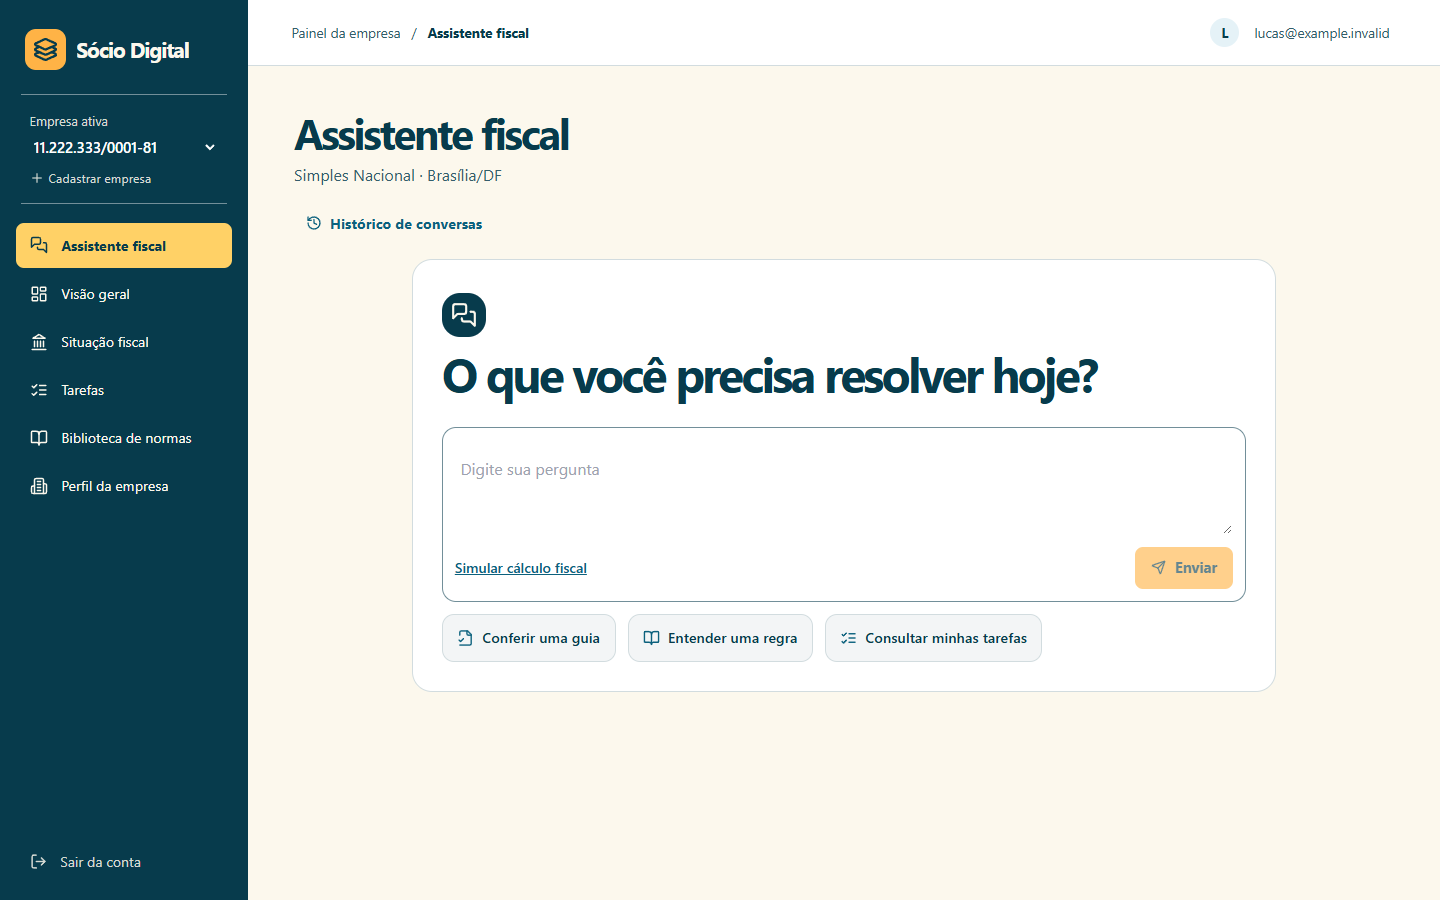 Sócio Digital
Empresa ativa
11.222.333/0001-81
Cadastrar empresa
Assistente fiscal
Visão geral
Situação fiscal
Tarefas
Biblioteca de normas
Perfil da empresa
Sair da conta
Painel da empresa / Assistente fiscal
L lucas@example.invalid
Assistente fiscal
Simples Nacional · Brasília/DF
Histórico de conversas
O que você precisa resolver hoje?
Digite sua pergunta
Simular cálculo fiscal
Enviar
Conferir uma guia
Entender uma regra
Consultar minhas tarefas